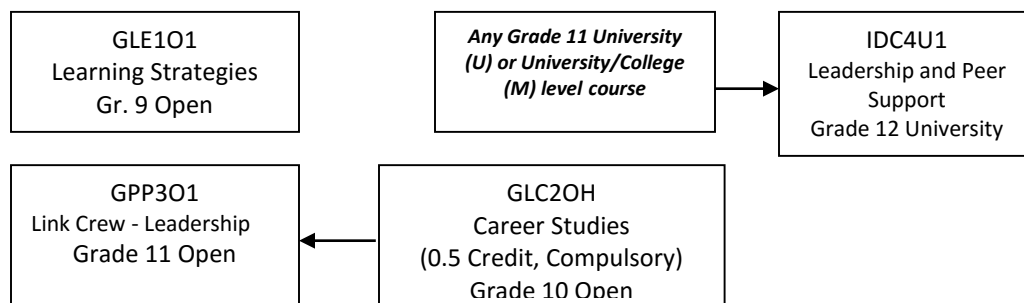 GLE1O1
Learning Strategies
Gr. 9 Open
Any Grade 11 University
(U) or University/College
(M) level course
IDC4U1
Leadership and Peer
Support
Grade 12 University
GPP3O1
Link Crew - Leadership
Grade 11 Open
GLC2OH
Career Studies
(0.5 Credit, Compulsory)
Grade 10 Open